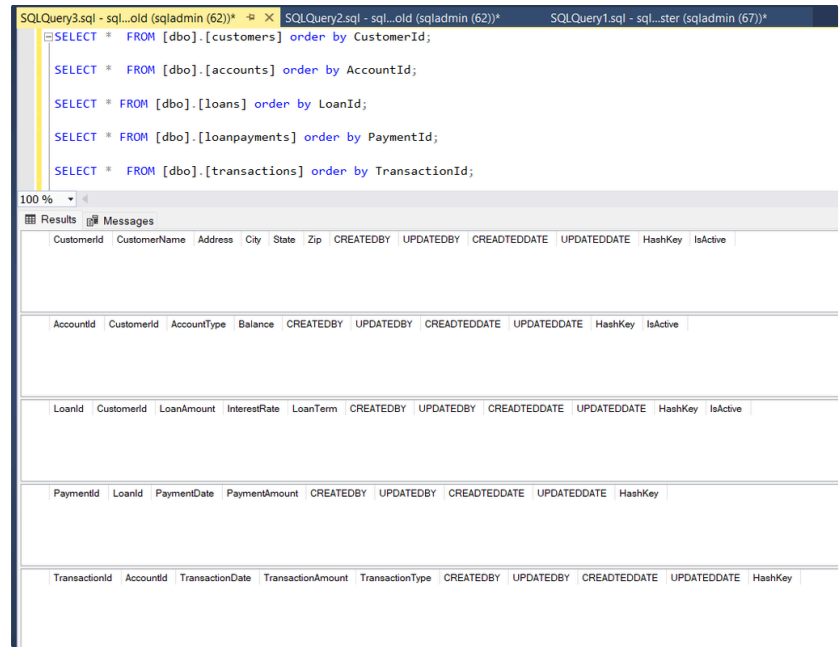 SQLQuery3.sql - sql...old (sqladmin (62))* SQLQuery2.sql - sql...old (sqladmin (62))* SQLQuery1.sql - sql...ster (sqladmin (67))*
SELECT * FROM [dbo].[customers] order by CustomerId;
SELECT * FROM [dbo].[accounts] order by AccountId;
SELECT * FROM [dbo].[loans] order by LoanId;
SELECT * FROM [dbo].[loanpayments] order by PaymentId;
SELECT * FROM [dbo].[transactions] order by TransactionId;
100 %
Results Messages
CustomerId CustomerName Address City State Zip CREATEDBY UPDATEDBY CREADTEDDATE UPDATEDDATE HashKey IsActive
AccountId CustomerId AccountType Balance CREATEDBY UPDATEDBY CREADTEDDATE UPDATEDDATE HashKey IsActive
LoanId CustomerId LoanAmount InterestRate LoanTerm CREATEDBY UPDATEDBY CREADTEDDATE UPDATEDDATE HashKey IsActive
PaymentId LoanId PaymentDate PaymentAmount CREATEDBY UPDATEDBY CREADTEDDATE UPDATEDDATE HashKey
TransactionId AccountId TransactionDate TransactionAmount TransactionType CREATEDBY UPDATEDBY CREADTEDDATE UPDATEDDATE HashKey